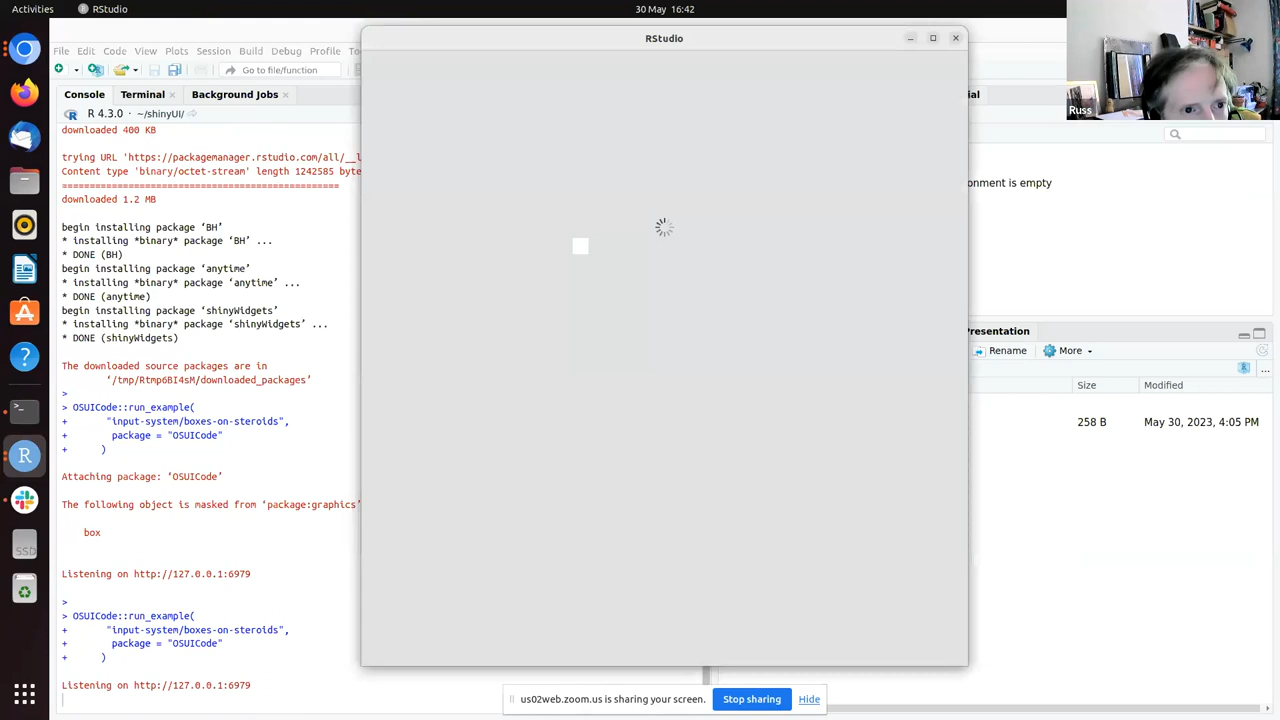 Activities
RStudio
30 May 16:42
RStudio
Russ
File Edit Code View Plots Session Build Debug Profile
Go to file/function
Console Terminal Background Jobs
R 4.3.0 · ~/shinyUI/
downloaded 400 KB
trying URL 'https://packagemanager.rstudio.com/all/__l
Content type 'binary/octet-stream' length 1242585 byte
==================================================
downloaded 1.2 MB
begin installing package ‘BH’
* installing *binary* package ‘BH’ ...
* DONE (BH)
begin installing package ‘anytime’
* installing *binary* package ‘anytime’ ...
* DONE (anytime)
begin installing package ‘shinyWidgets’
* installing *binary* package ‘shinyWidgets’ ...
* DONE (shinyWidgets)
The downloaded source packages are in
‘/tmp/Rtmp6BI4sM/downloaded_packages’
>
> OSUICode::run_example(
+ "input-system/boxes-on-steroids",
+ package = "OSUICode"
+ )
Attaching package: ‘OSUICode’
The following object is masked from ‘package:graphics’
box
Listening on http://127.0.0.1:6979
>
> OSUICode::run_example(
+ "input-system/boxes-on-steroids",
+ package = "OSUICode"
+ )
Listening on http://127.0.0.1:6979
ial
onment is empty
Presentation
Rename More
...
Size Modified
258 B May 30, 2023, 4:05 PM
SSD
us02web.zoom.us is sharing your screen. Stop sharing Hide